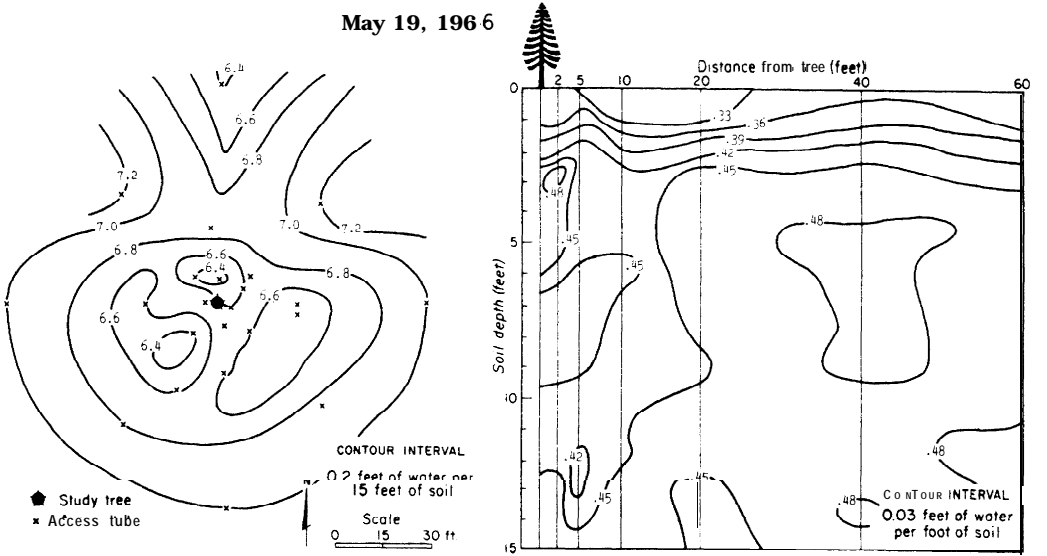 May 19, 1966
6.4
6.6
6.8
7.2
7.0
7.0
7.2
6.8
6.6
6.4
6.8
6.6
6.6
6.4
CONTOUR INTERVAL
0.2 feet of water per
15 feet of soil
Study tree
Access tube
Scale
0 15 30 ft.
Distance from tree (feet)
0 2 5 10 20 40 60
.33
.36
.39
.42
.45
.48
.48
.45
.45
5
Soil depth (feet)
10
.42
.48
.45
.45
.48
CONTOUR INTERVAL
0.03 feet of water
per foot of soil
15